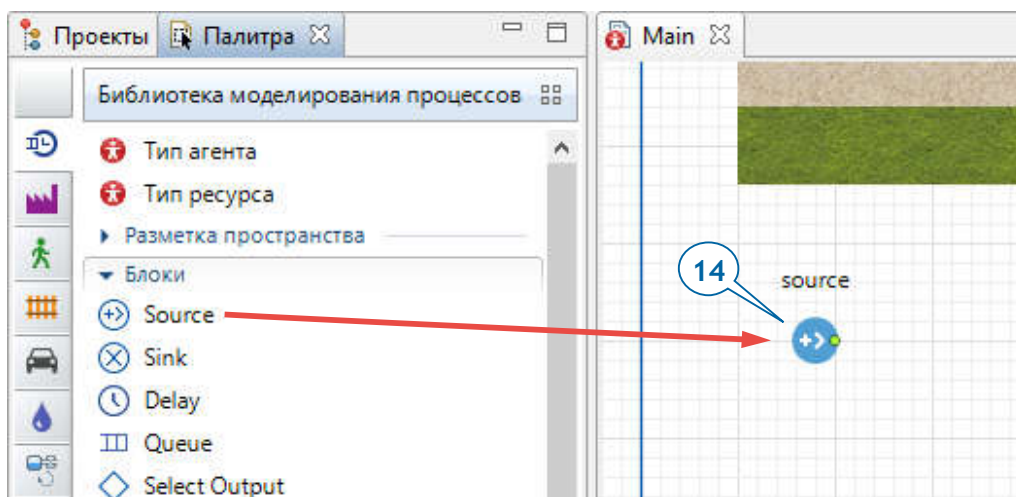 Проекты
Палитра
Main
Библиотека моделирования процессов
Тип агента
Тип ресурса
Разметка пространства
Блоки
Source
Sink
Delay
Queue
Select Output
14
source